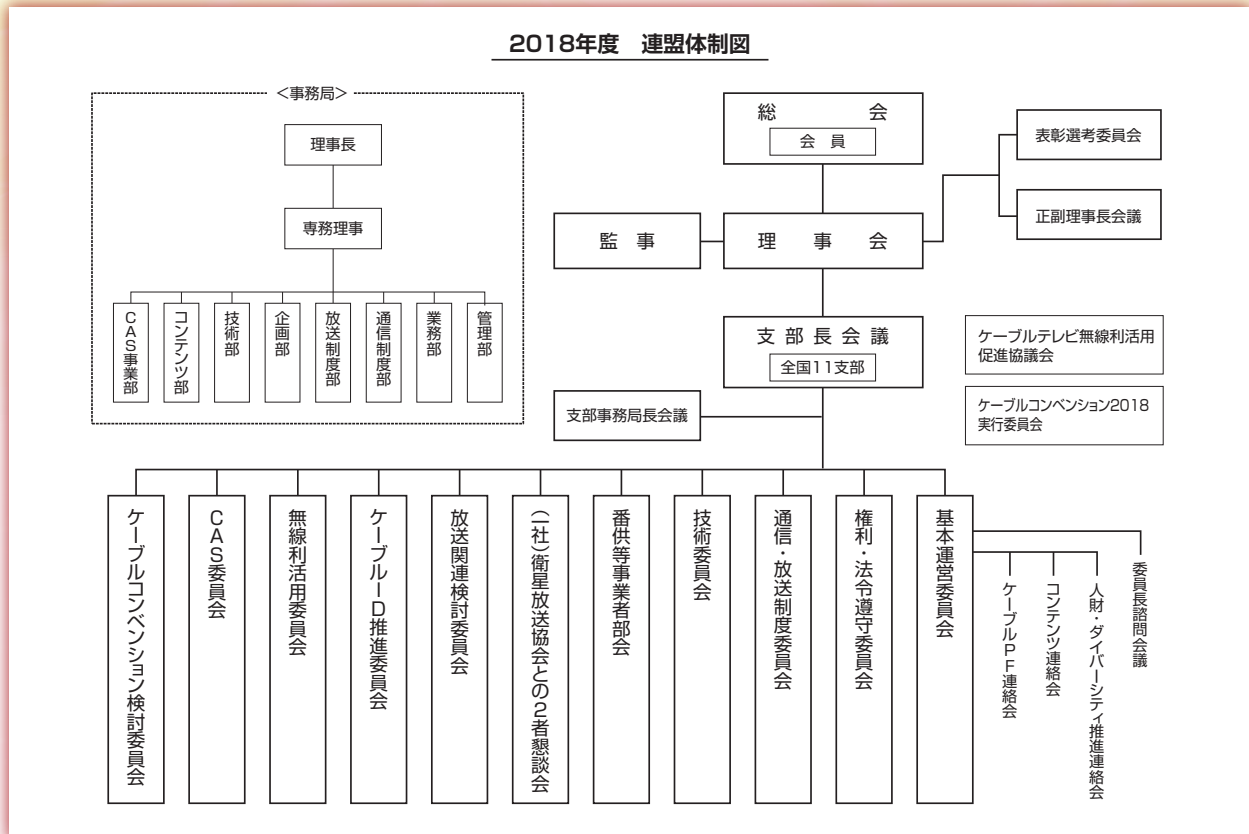 2018年度　連盟体制図
＜事務局＞
理事長
専務理事
CAS事業部
コンテンツ部
技術部
企画部
放送制度部
通信制度部
業務部
管理部
総会
会員
監事
理事会
表彰選考委員会
正副理事長会議
支部長会議
全国11支部
支部事務局長会議
ケーブルテレビ無線利活用
促進協議会
ケーブルコンベンション2018
実行委員会
ケーブルコンベンション検討委員会
CAS委員会
無線利活用委員会
ケーブルーD推進委員会
放送関連検討委員会
(一社)衛星放送協会との2者懇談会
番供等事業者部会
技術委員会
通信・放送制度委員会
権利・法令遵守委員会
基本運営委員会
ケーブルPF連絡会
コンテンツ連絡会
人財・ダイバーシティ推進連絡会
委員長諮問会議